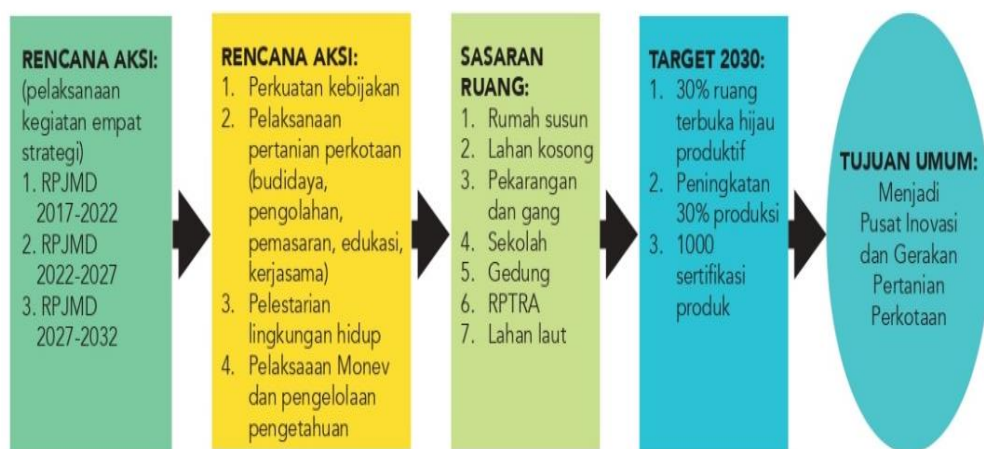 RENCANA AKSI:
(pelaksanaan
kegiatan empat
strategi)
1. RPJMD
2017-2022
2. RPJMD
2022-2027
3. RPJMD
2027-2032
RENCANA AKSI:
1. Perkuatan kebijakan
2. Pelaksanaan
pertanian perkotaan
(budidaya,
pengolahan,
pemasaran, edukasi,
kerjasama)
3. Pelestarian
lingkungan hidup
4. Pelaksaaan Monev
dan pengelolaan
pengetahuan
SASARAN
RUANG:
1. Rumah susun
2. Lahan kosong
3. Pekarangan
dan gang
4. Sekolah
5. Gedung
6. RPTRA
7. Lahan laut
TARGET 2030:
1. 30% ruang
terbuka hijau
produktif
2. Peningkatan
30% produksi
3. 1000
sertifikasi
produk
TUJUAN UMUM:
Menjadi
Pusat Inovasi
dan Gerakan
Pertanian
Perkotaan